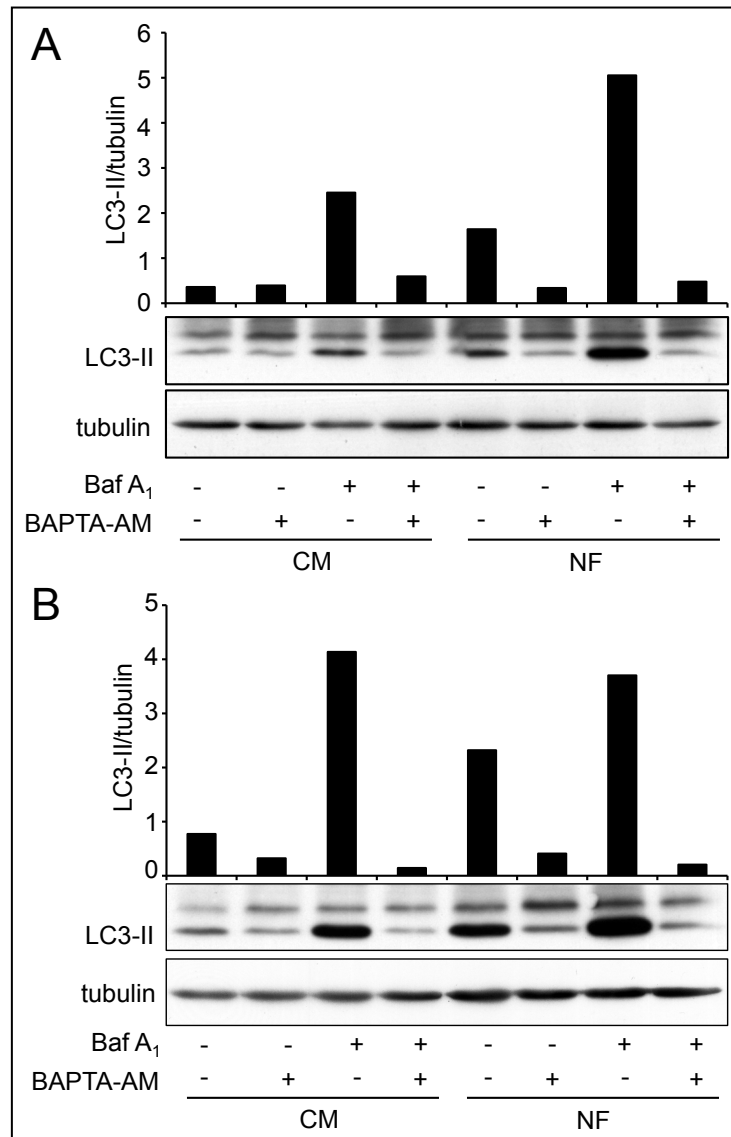 A
LC3-II/tubulin
6
5
4
3
2
1
0
LC3-II
tubulin
Baf A₁ - - + + - - + +
BAPTA-AM - + - + - + - +
CM NF
B
LC3-II/tubulin
5
4
3
2
1
0
LC3-II
tubulin
Baf A₁ - - + + - - + +
BAPTA-AM - + - + - + - +
CM NF